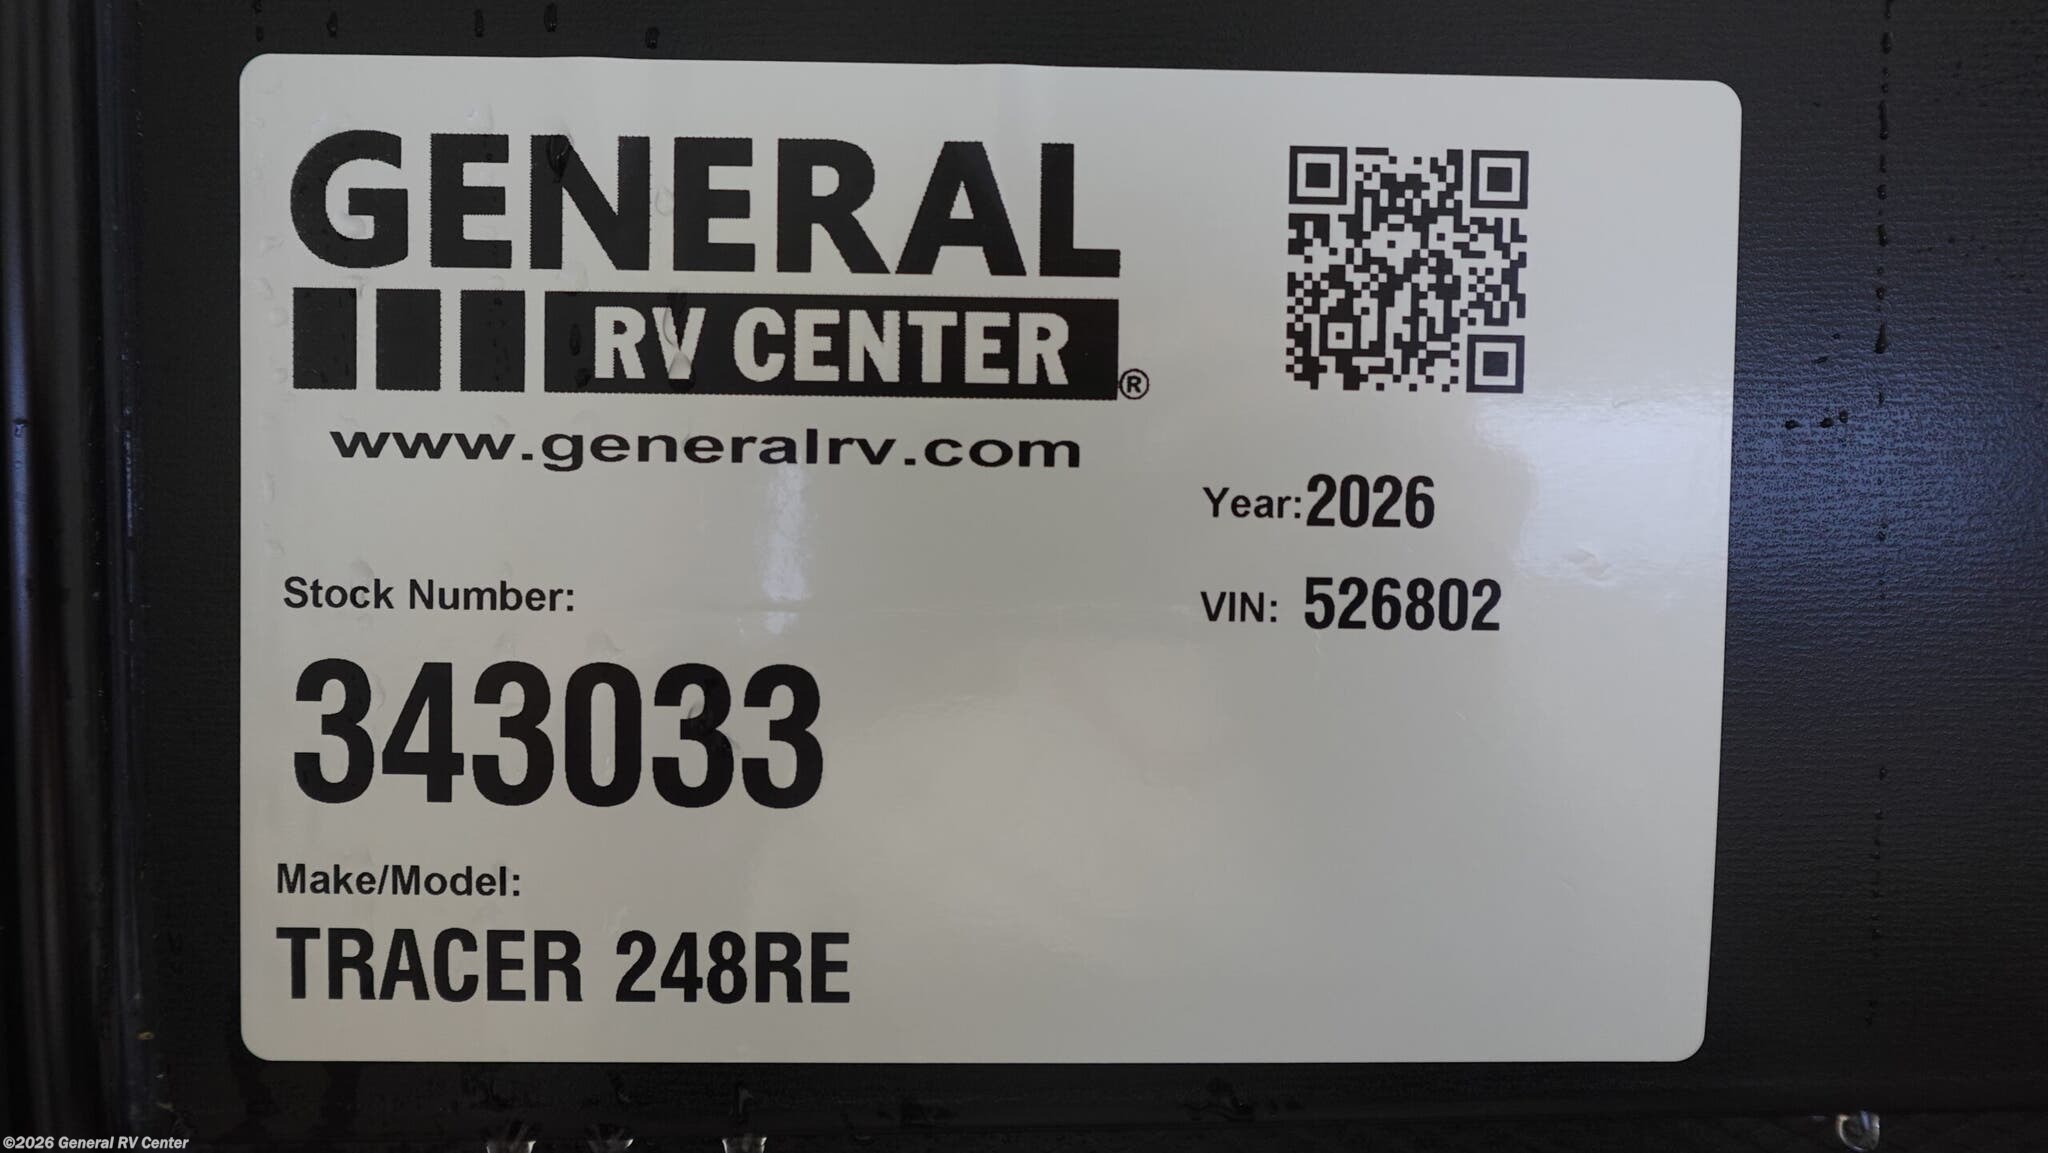 GENERAL
RV CENTER®
www.generalrv.com
Year:2026
VIN: 526802
Stock Number:
343033
Make/Model:
TRACER 248RE
©2026 General RV Center